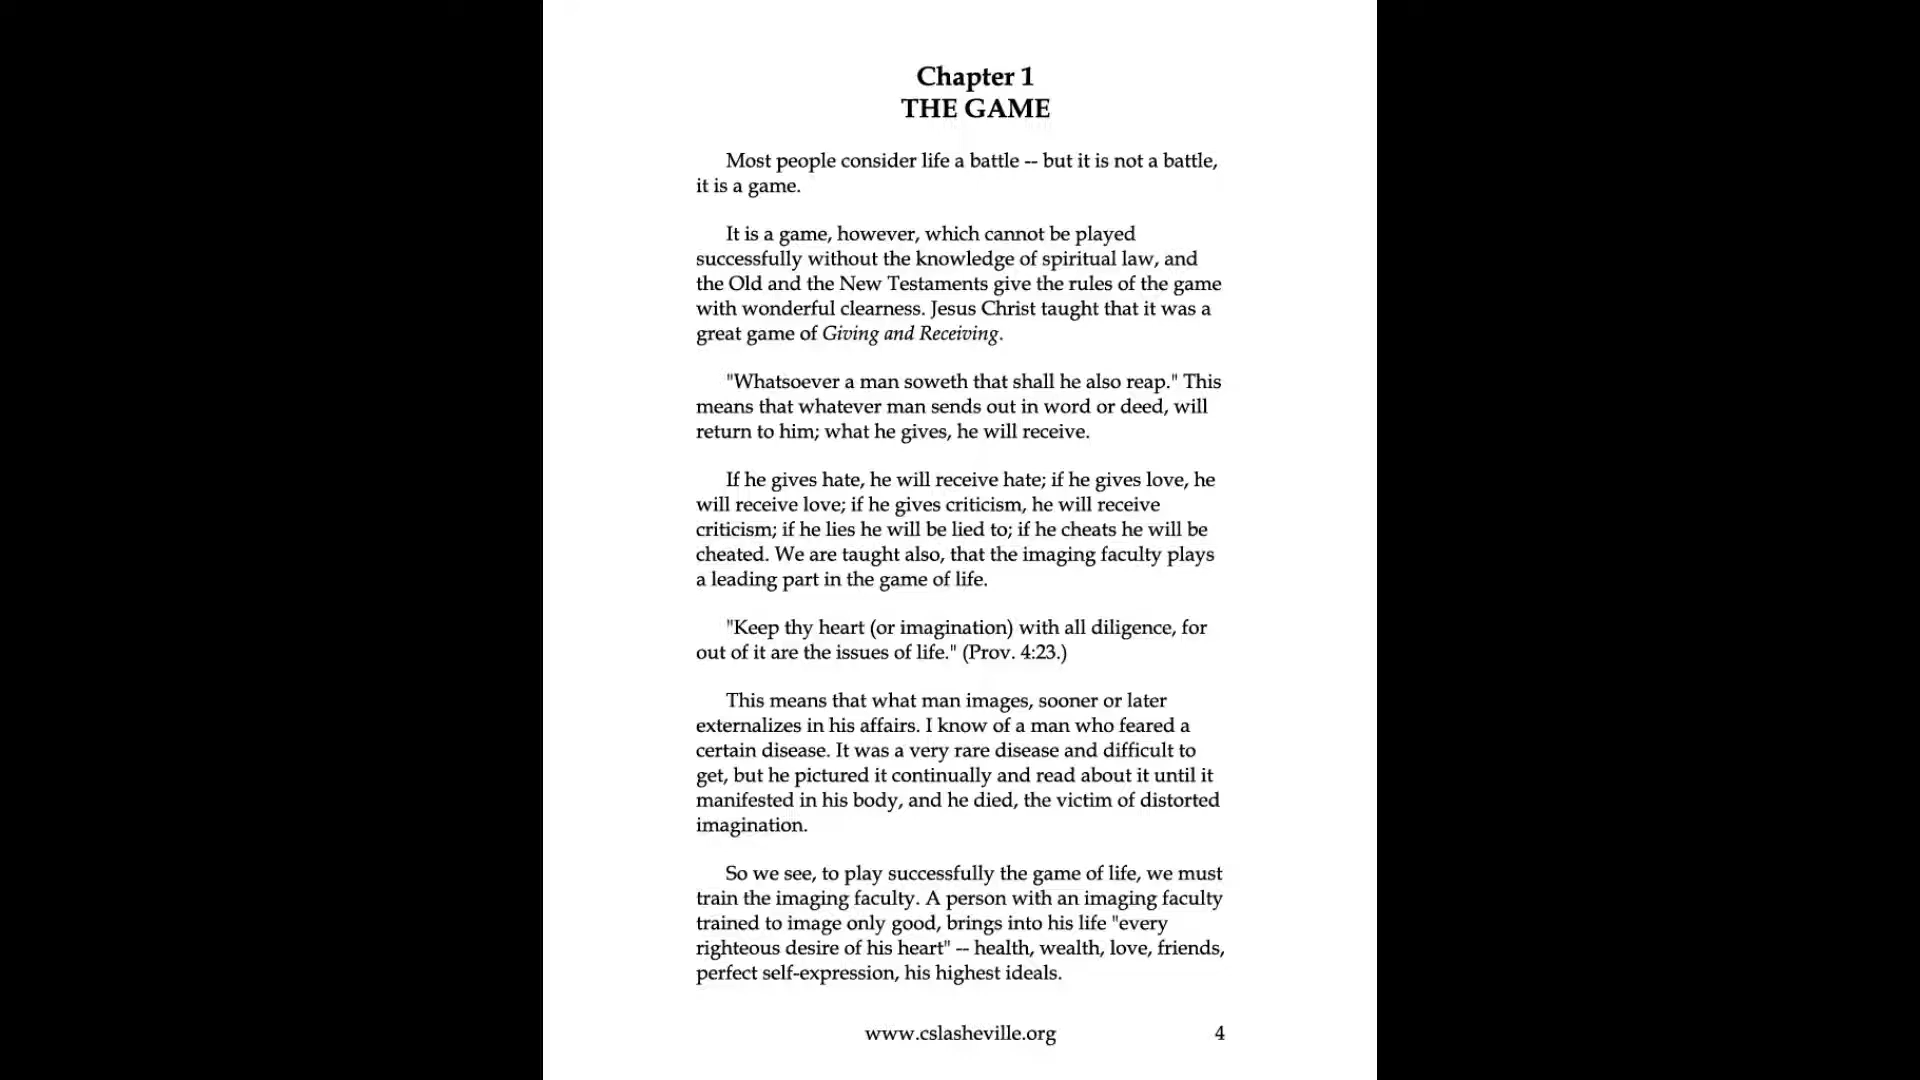 Chapter 1
THE GAME
Most people consider life a battle -- but it is not a battle,
it is a game.
It is a game, however, which cannot be played
successfully without the knowledge of spiritual law, and
the Old and the New Testaments give the rules of the game
with wonderful clearness. Jesus Christ taught that it was a
great game of Giving and Receiving.
"Whatsoever a man soweth that shall he also reap." This
means that whatever man sends out in word or deed, will
return to him; what he gives, he will receive.
If he gives hate, he will receive hate; if he gives love, he
will receive love; if he gives criticism, he will receive
criticism; if he lies he will be lied to; if he cheats he will be
cheated. We are taught also, that the imaging faculty plays
a leading part in the game of life.
"Keep thy heart (or imagination) with all diligence, for
out of it are the issues of life." (Prov. 4:23.)
This means that what man images, sooner or later
externalizes in his affairs. I know of a man who feared a
certain disease. It was a very rare disease and difficult to
get, but he pictured it continually and read about it until it
manifested in his body, and he died, the victim of distorted
imagination.
So we see, to play successfully the game of life, we must
train the imaging faculty. A person with an imaging faculty
trained to image only good, brings into his life "every
righteous desire of his heart" -- health, wealth, love, friends,
perfect self-expression, his highest ideals.
www.cslasheville.org 4